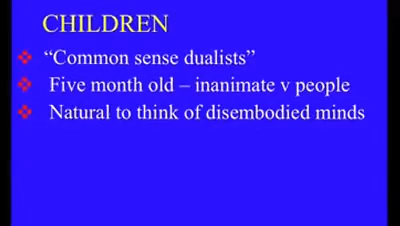 CHILDREN
“Common sense dualists”
Five month old – inanimate v people
Natural to think of disembodied minds